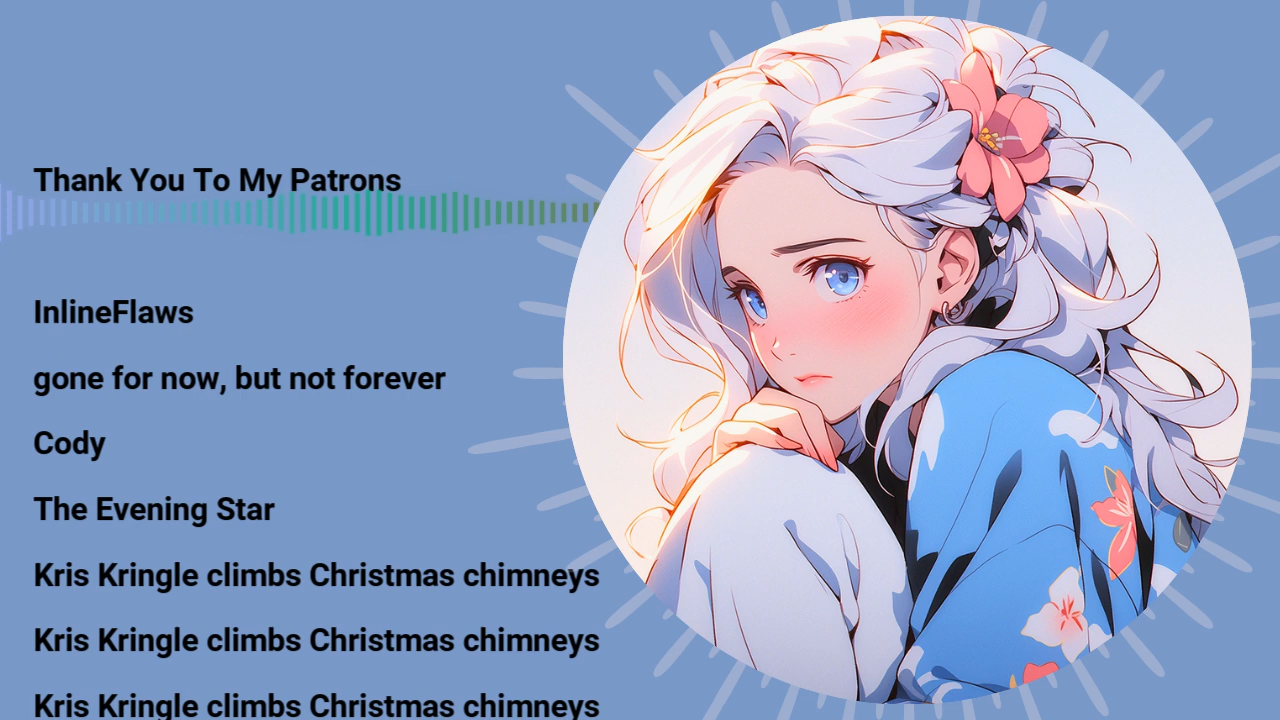 Thank You To My Patrons
InlineFlaws
gone for now, but not forever
Cody
The Evening Star
Kris Kringle climbs Christmas chimneys
Kris Kringle climbs Christmas chimneys
Kris Kringle climbs Christmas chimneys